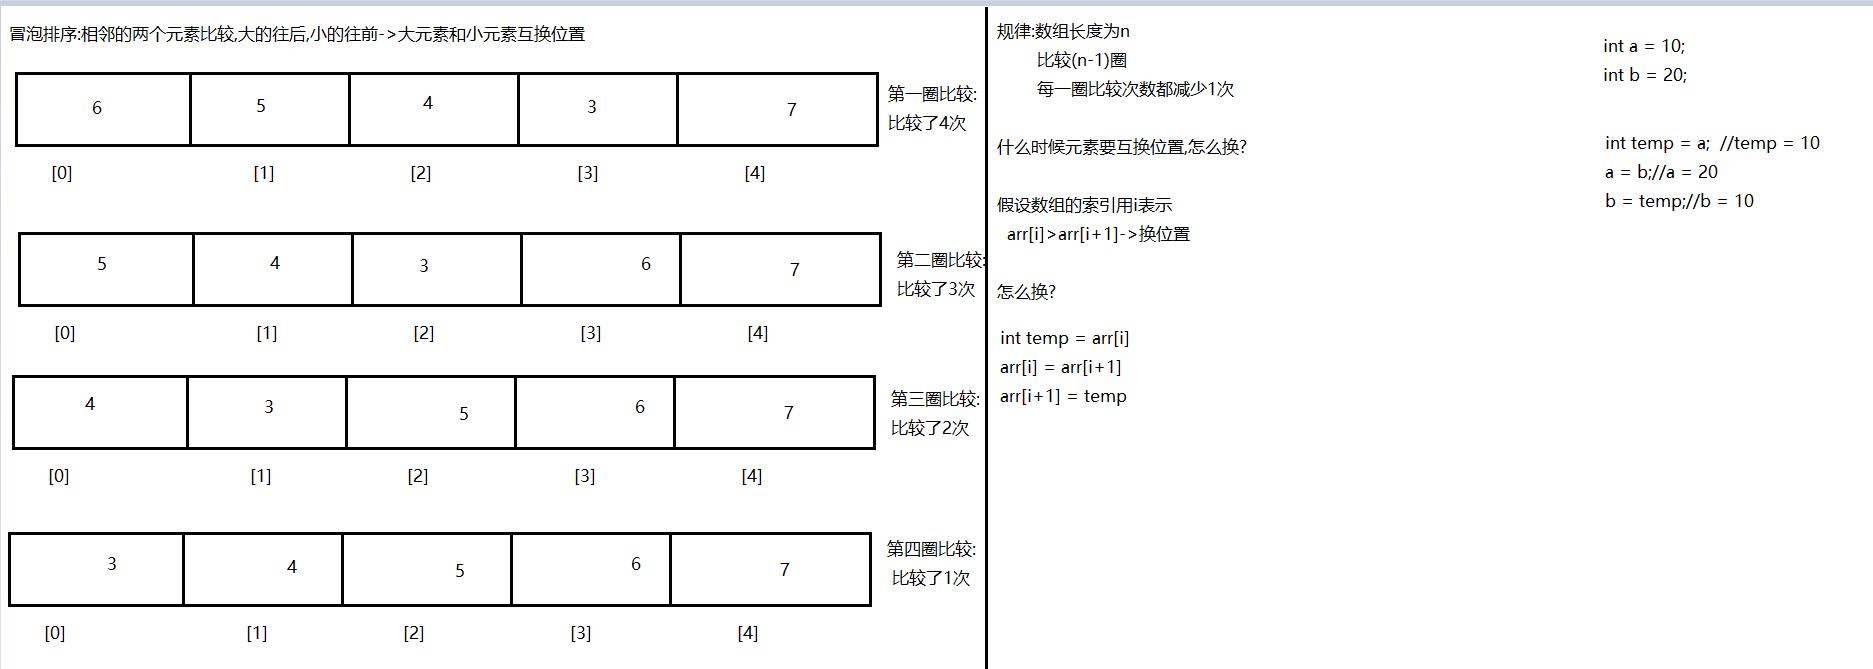 冒泡排序:相邻的两个元素比较,大的往后,小的往前->大元素和小元素互换位置
6 5 4 3 7
[0] [1] [2] [3] [4]
第一圈比较:
比较了4次
5 4 3 6 7
[0] [1] [2] [3] [4]
第二圈比较:
比较了3次
4 3 5 6 7
[0] [1] [2] [3] [4]
第三圈比较:
比较了2次
3 4 5 6 7
[0] [1] [2] [3] [4]
第四圈比较:
比较了1次
规律:数组长度为n
比较(n-1)圈
每一圈比较次数都减少1次
什么时候元素要互换位置,怎么换?
假设数组的索引用i表示
arr[i]>arr[i+1]->换位置
怎么换?
int temp = arr[i]
arr[i] = arr[i+1]
arr[i+1] = temp
int a = 10;
int b = 20;
int temp = a; //temp = 10
a = b;//a = 20
b = temp;//b = 10